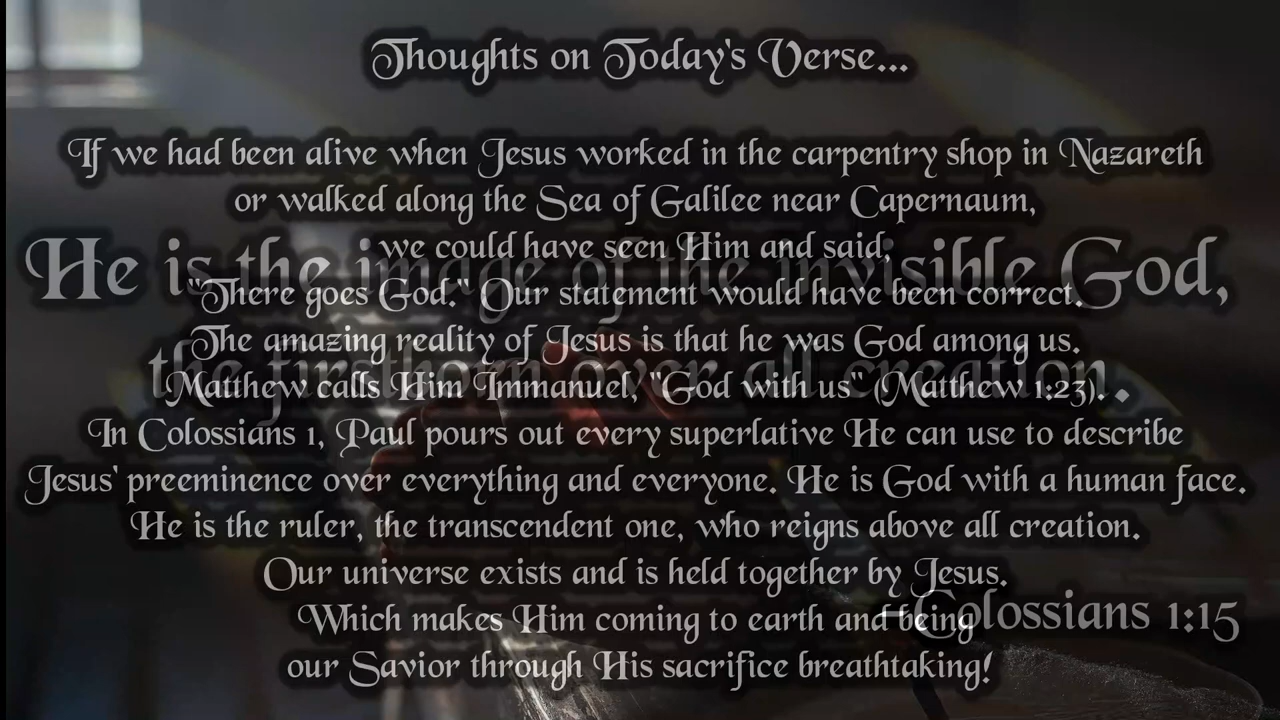 Thoughts on Today's Verse...
If we had been alive when Jesus worked in the carpentry shop in Nazareth
or walked along the Sea of Galilee near Capernaum,
we could have seen Him and said,
He is the image of the invisible God,
"There goes God." Our statement would have been correct.
The amazing reality of Jesus is that he was God among us.
the firstborn over all creation.
Matthew calls Him Immanuel, "God with us" (Matthew 1:23).
In Colossians 1, Paul pours out every superlative He can use to describe
Jesus' preeminence over everything and everyone. He is God with a human face.
He is the ruler, the transcendent one, who reigns above all creation.
Our universe exists and is held together by Jesus.
Which makes Him coming to earth and being
– Colossians 1:15
our Savior through His sacrifice breathtaking!